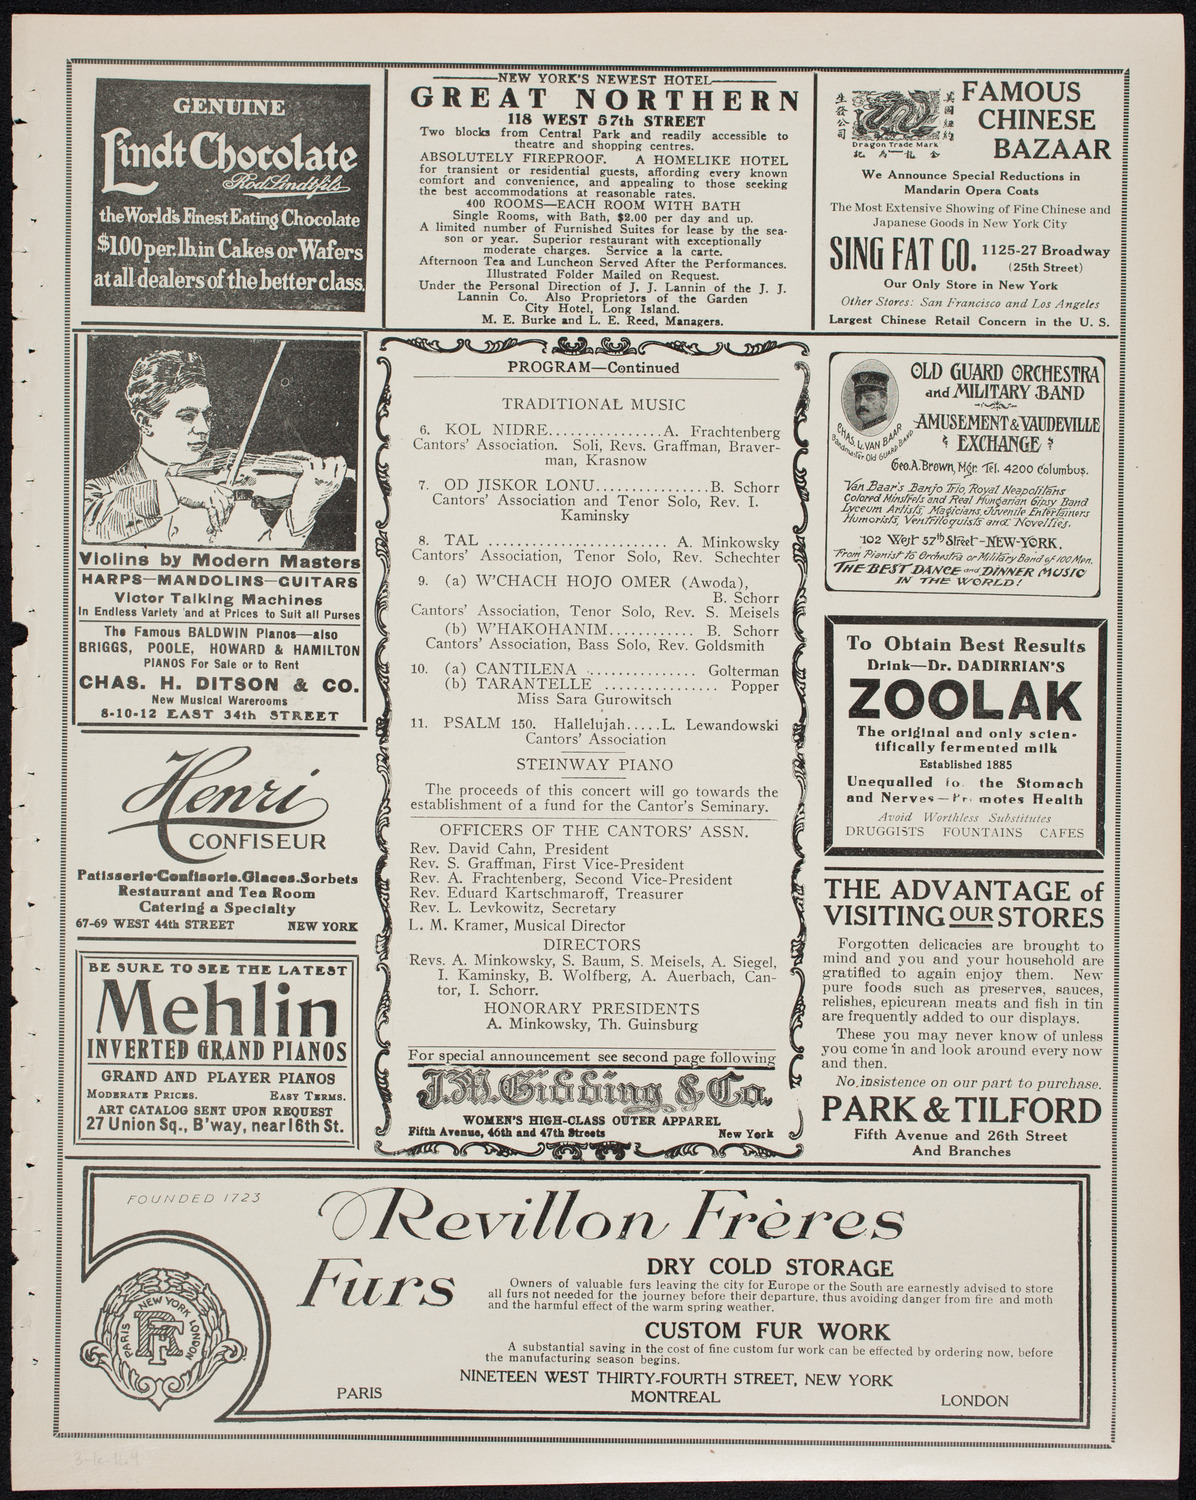 GENUINE
Lindt Chocolate
Rod. Lindt fils
the World's Finest Eating Chocolate
$1.00 per lb. in Cakes or Wafers
at all dealers of the better class.
NEW YORK'S NEWEST HOTEL
GREAT NORTHERN
118 WEST 57th STREET
Two blocks from Central Park and readily accessible to
theatre and shopping centres.
ABSOLUTELY FIREPROOF. A HOMELIKE HOTEL
for transient or residential guests, affording every known
comfort and convenience, and appealing to those seeking
the best accommodations at reasonable rates.
400 ROOMS—EACH ROOM WITH BATH
Single Rooms, with Bath, $2.00 per day and up.
A limited number of Furnished Suites for lease by the sea-
son or year. Superior restaurant with exceptionally
moderate charges. Service a la carte.
Afternoon Tea and Luncheon Served After the Performances.
Illustrated Folder Mailed on Request.
Under the Personal Direction of J. J. Lannin of the J. J.
Lannin Co. Also Proprietors of the Garden
City Hotel, Long Island.
M. E. Burke and L. E. Reed, Managers.
生發公司
美國紐約
Dragon Trade Mark
FAMOUS
CHINESE
BAZAAR
We Announce Special Reductions in
Mandarin Opera Coats
The Most Extensive Showing of Fine Chinese and
Japanese Goods in New York City
SING FAT CO. 1125-27 Broadway
(25th Street)
Our Only Store in New York
Other Stores: San Francisco and Los Angeles
Largest Chinese Retail Concern in the U. S.
Violins by Modern Masters
HARPS—MANDOLINS—GUITARS
Victor Talking Machines
In Endless Variety and at Prices to Suit all Purses
The Famous BALDWIN Pianos—also
BRIGGS, POOLE, HOWARD & HAMILTON
PIANOS For Sale or to Rent
CHAS. H. DITSON & CO.
New Musical Warerooms
8-10-12 EAST 34th STREET
Henri
CONFISEUR
Patisserie-Confiserie.Glaces.Sorbets
Restaurant and Tea Room
Catering a Specialty
67-69 WEST 44th STREET NEW YORK
BE SURE TO SEE THE LATEST
Mehlin
INVERTED GRAND PIANOS
GRAND AND PLAYER PIANOS
MODERATE PRICES. EASY TERMS.
ART CATALOG SENT UPON REQUEST
27 Union Sq., B'way, near 16th St.
PROGRAM—Continued
TRADITIONAL MUSIC
6. KOL NIDRE..............A. Frachtenberg
Cantors' Association. Soli, Revs. Graffman, Braver-
man, Krasnow
7. OD JISKOR LONU...............B. Schorr
Cantors' Association and Tenor Solo, Rev. I.
Kaminsky
8. TAL ..........................A. Minkowsky
Cantors' Association, Tenor Solo, Rev. Schechter
9. (a) W'CHACH HOJO OMER (Awoda),
B. Schorr
Cantors' Association, Tenor Solo, Rev. S. Meisels
(b) W'HAKOHANIM............ B. Schorr
Cantors' Association, Bass Solo, Rev. Goldsmith
10. (a) CANTILENA ................ Golterman
(b) TARANTELLE ................ Popper
Miss Sara Gurowitsch
11. PSALM 150. Hallelujah.....L. Lewandowski
Cantors' Association
STEINWAY PIANO
The proceeds of this concert will go towards the
establishment of a fund for the Cantor's Seminary.
OFFICERS OF THE CANTORS' ASSN.
Rev. David Cahn, President
Rev. S. Graffman, First Vice-President
Rev. A. Frachtenberg, Second Vice-President
Rev. Eduard Kartschmaroff, Treasurer
Rev. L. Levkowitz, Secretary
L. M. Kramer, Musical Director
DIRECTORS
Revs. A. Minkowsky, S. Baum, S. Meisels, A. Siegel,
I. Kaminsky, B. Wolfberg, A. Auerbach, Can-
tor, I. Schorr.
HONORARY PRESIDENTS
A. Minkowsky, Th. Guinsburg
For special announcement see second page following
J.M. Gidding & Co.
WOMEN'S HIGH-CLASS OUTER APPAREL
Fifth Avenue, 46th and 47th Streets New York
CHAS. L. VAN BAAR
Bandmaster Old Guard Band
OLD GUARD ORCHESTRA
and MILITARY BAND
AMUSEMENT & VAUDEVILLE
EXCHANGE
Geo. A. Brown, Mgr. Tel. 4200 Columbus.
Van Baar's Banjo Trio, Royal Neapolitans
Colored Minstrels and Real Hungarian Gipsy Band
Lyceum Artists, Magicians, Juvenile Entertainers
Humorists, Ventriloquists and Novelties.
102 West 57th Street—NEW-YORK.
From Pianist to Orchestra or Military Band of 100 Men.
THE BEST DANCE and DINNER MUSIC
IN THE WORLD!
To Obtain Best Results
Drink—Dr. DADIRRIAN'S
ZOOLAK
The original and only scien-
tifically fermented milk
Established 1885
Unequalled fo. the Stomach
and Nerves—Pr. motes Health
Avoid Worthless Substitutes
DRUGGISTS FOUNTAINS CAFES
THE ADVANTAGE of
VISITING OUR STORES
Forgotten delicacies are brought to
mind and you and your household are
gratified to again enjoy them. New
pure foods such as preserves, sauces,
relishes, epicurean meats and fish in tin
are frequently added to our displays.
These you may never know of unless
you come in and look around every now
and then.
No insistence on our part to purchase.
PARK & TILFORD
Fifth Avenue and 26th Street
And Branches
FOUNDED 1723
Revillon Frères
Furs
NEW YORK
PARIS
LONDON
RF
DRY COLD STORAGE
Owners of valuable furs leaving the city for Europe or the South are earnestly advised to store
all furs not needed for the journey before their departure, thus avoiding danger from fire and moth
and the harmful effect of the warm spring weather.
CUSTOM FUR WORK
A substantial saving in the cost of fine custom fur work can be effected by ordering now, before
the manufacturing season begins.
NINETEEN WEST THIRTY-FOURTH STREET, NEW YORK
PARIS MONTREAL LONDON